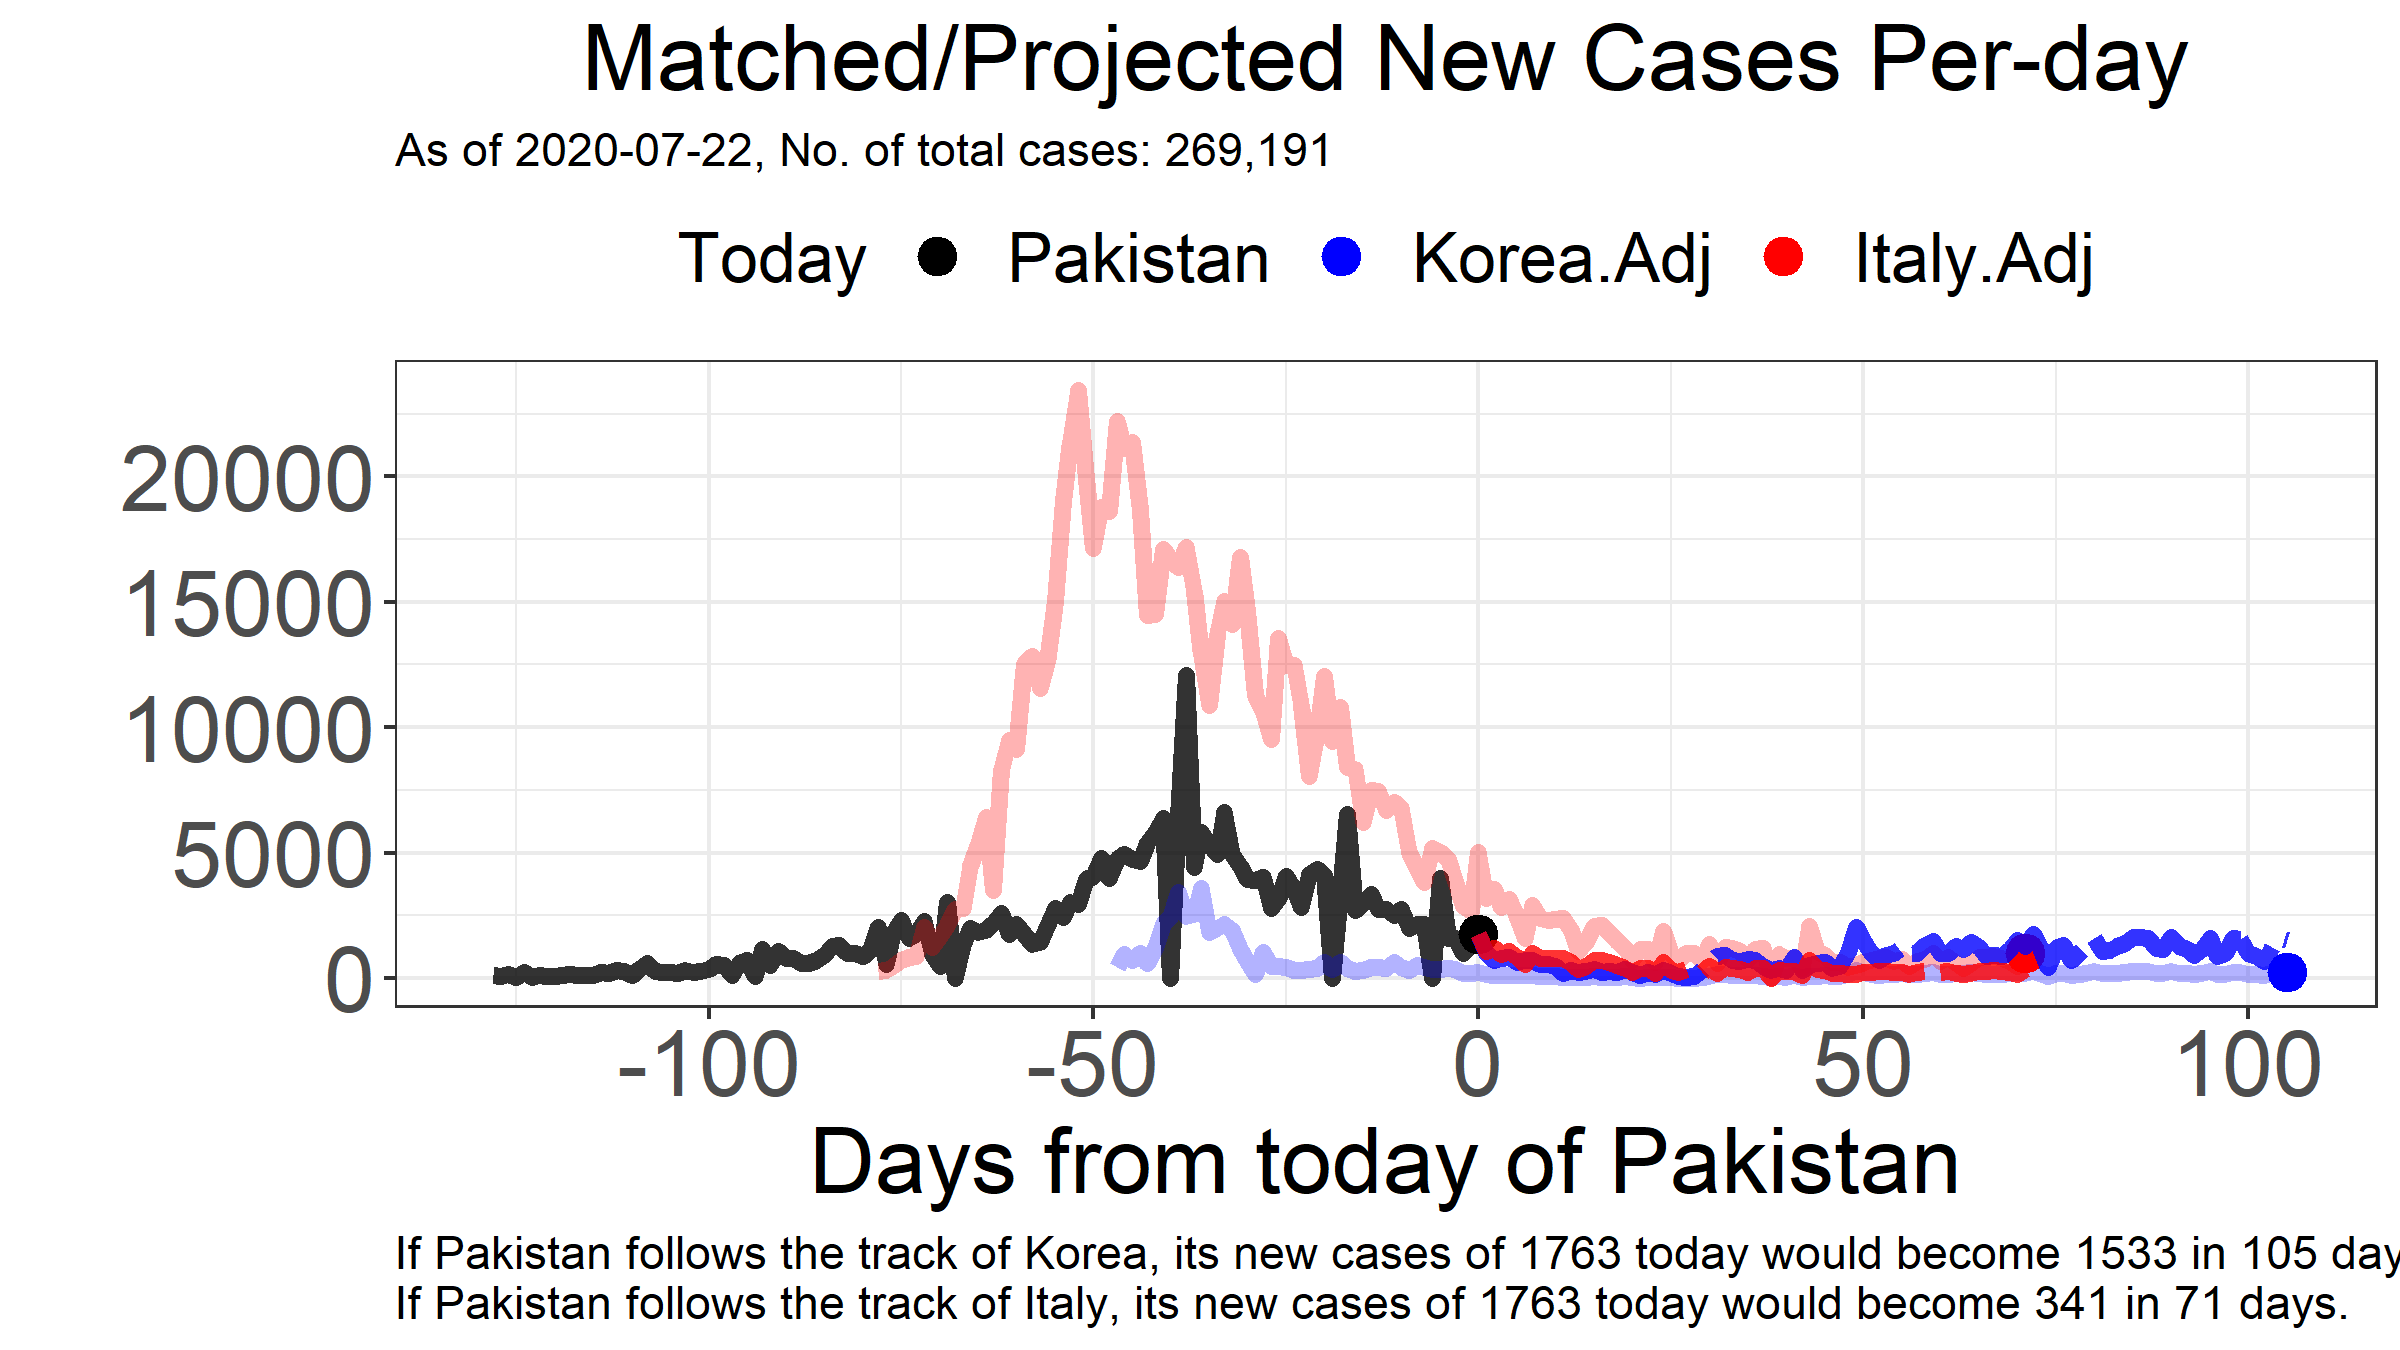 Matched/Projected New Cases Per-day
As of 2020-07-22, No. of total cases: 269,191
Today Pakistan Korea.Adj Italy.Adj
20000
15000
10000
5000
0
-100 -50 0 50 100
Days from today of Pakistan
If Pakistan follows the track of Korea, its new cases of 1763 today would become 1533 in 105 day
If Pakistan follows the track of Italy, its new cases of 1763 today would become 341 in 71 days.